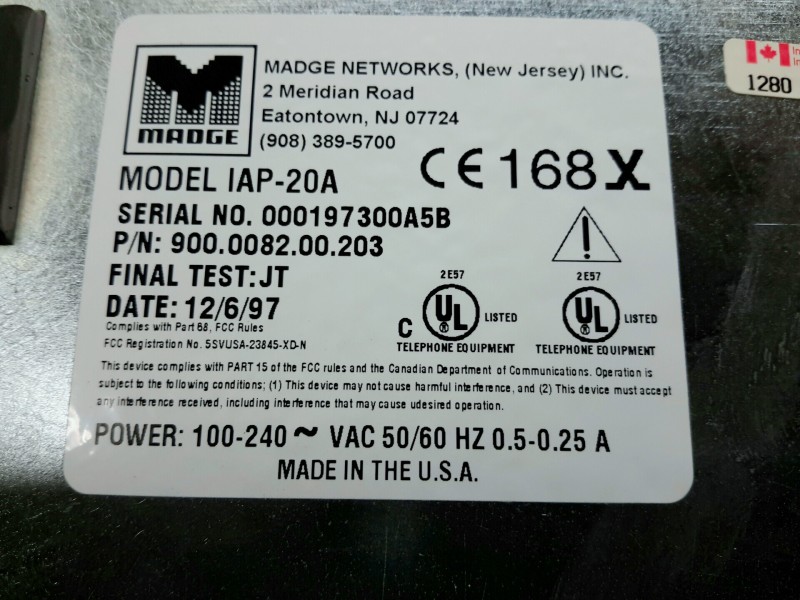 MADGE
MADGE NETWORKS, (New Jersey) INC.
2 Meridian Road
Eatontown, NJ 07724
(908) 389-5700
CE 168 X
MODEL IAP-20A
SERIAL NO. 000197300A5B
P/N: 900.0082.00.203
FINAL TEST:JT
DATE: 12/6/97
Complies with Part 68, FCC Rules
FCC Registration No. 5SVUSA-23845-XD-N
2E57
C UL ® LISTED
TELEPHONE EQUIPMENT
2E57
UL ® LISTED
TELEPHONE EQUIPMENT
This device complies with PART 15 of the FCC rules and the Canadian Department of Communications. Operation is
subject to the following conditions; (1) This device may not cause harmful interference, and (2) This device must accept
any interference received, including interference that may cause udesired operation.
POWER: 100-240 ~ VAC 50/60 HZ 0.5-0.25 A
MADE IN THE U.S.A.
1280